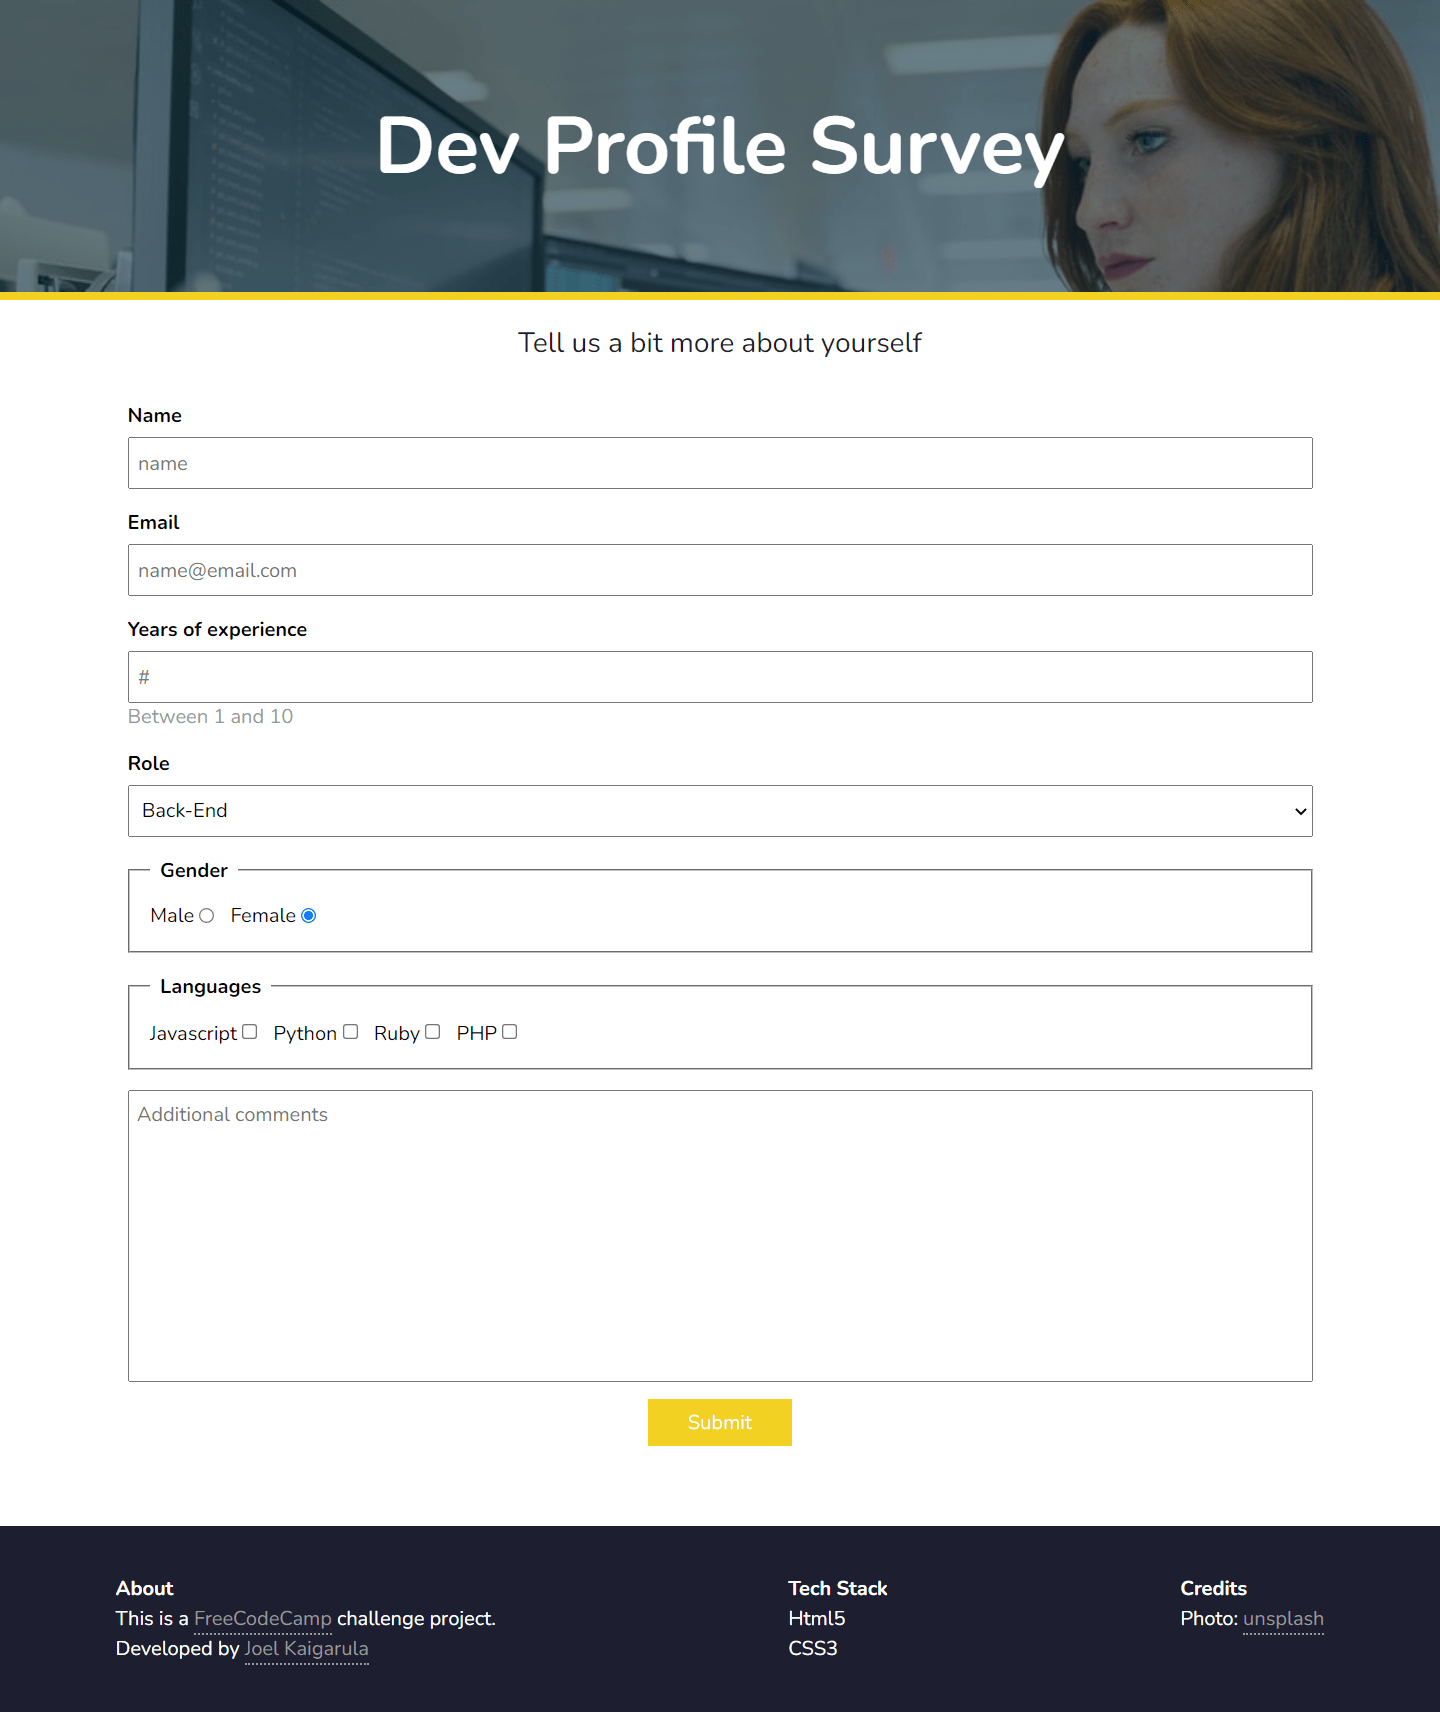 Dev Profile Survey
Tell us a bit more about yourself
Name
name
Email
name@email.com
Years of experience
#
Between 1 and 10
Role
Back-End
Gender
Male Female
Languages
Javascript Python Ruby PHP
Additional comments
Submit
About
This is a FreeCodeCamp challenge project.
Developed by Joel Kaigarula
Tech Stack
Html5
CSS3
Credits
Photo: unsplash